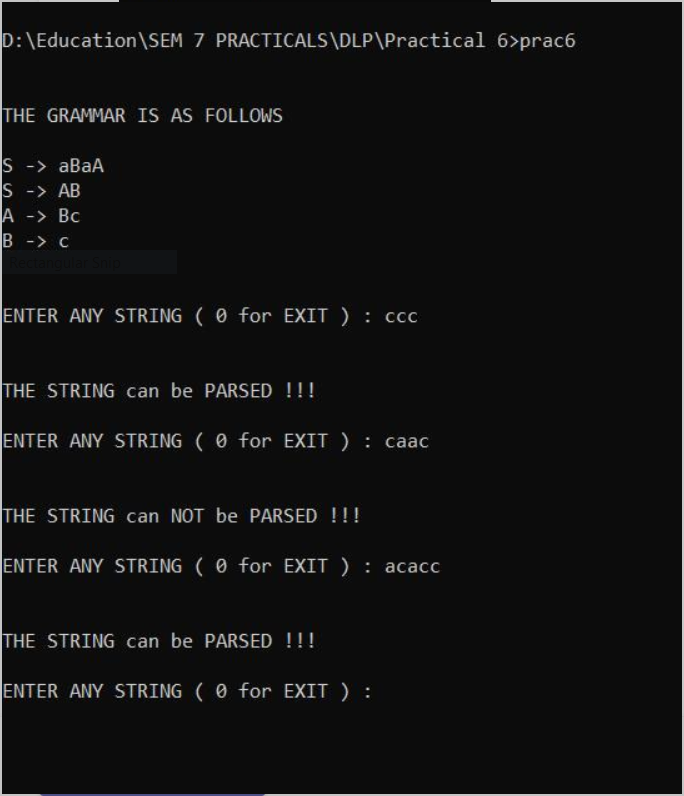 D:\Education\SEM 7 PRACTICALS\DLP\Practical 6>prac6
THE GRAMMAR IS AS FOLLOWS
S -> aBaA
S -> AB
A -> Bc
B -> c
Rectangular Snip
ENTER ANY STRING ( 0 for EXIT ) : ccc
THE STRING can be PARSED !!!
ENTER ANY STRING ( 0 for EXIT ) : caac
THE STRING can NOT be PARSED !!!
ENTER ANY STRING ( 0 for EXIT ) : acacc
THE STRING can be PARSED !!!
ENTER ANY STRING ( 0 for EXIT ) :